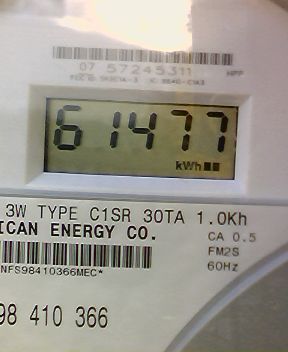 07 57245311 HPP
61477
kWh
3W TYPE C1SR 30TA 1.0Kh
ICAN ENERGY CO.
CA 0.5
FM2S
NFS98410366MEC*
60Hz
98 410 366